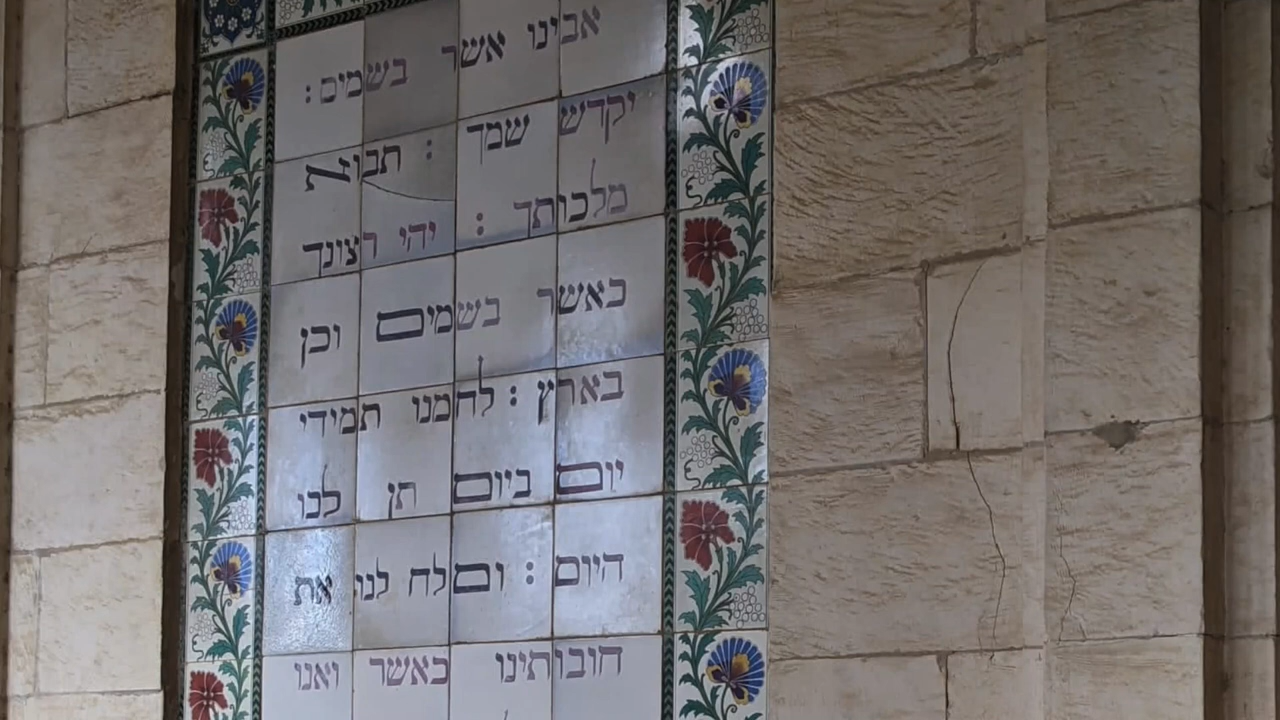 אבינו אשר בשמים:
יקדש שמך : תבוא
מלכותך : יהי רצונך
כאשר בשמים וכן
בארץ : לחמנו תמידי
יום ביום תן לנו
היום : וסלח לנו את
חובותינו כאשר ואנו